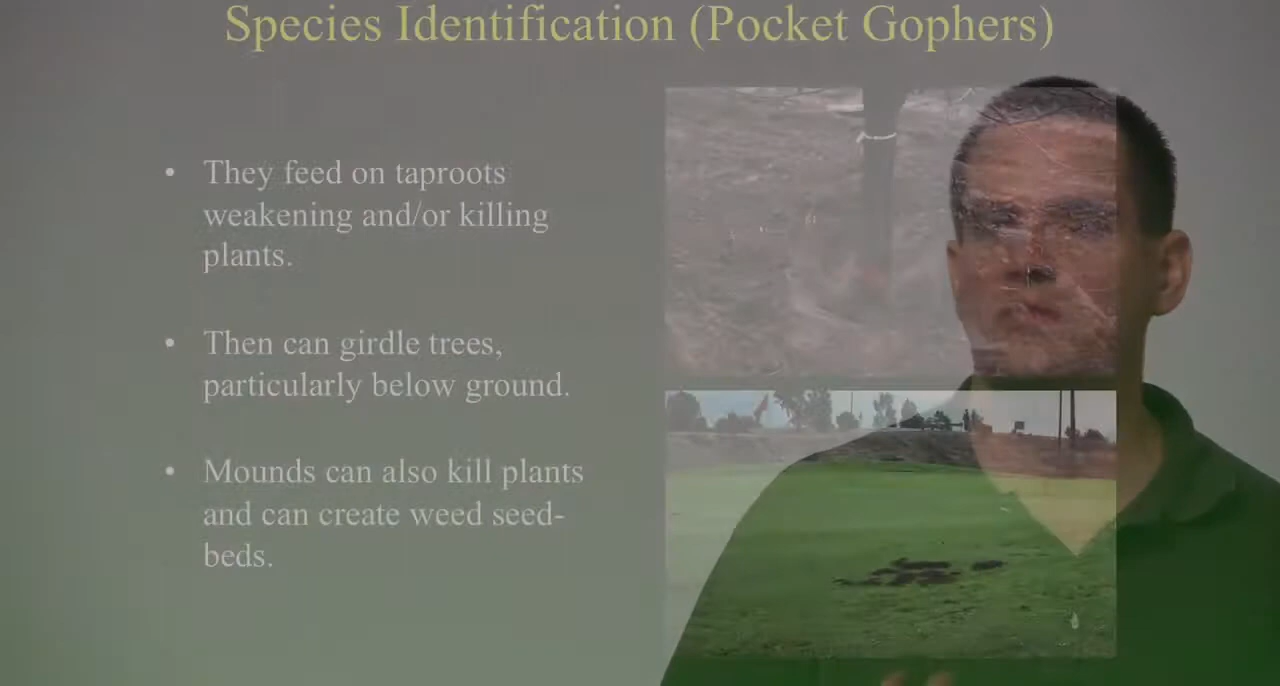 Species Identification (Pocket Gophers)
• They feed on taproots
weakening and/or killing
plants.
• Then can girdle trees,
particularly below ground.
• Mounds can also kill plants
and can create weed seed-
beds.